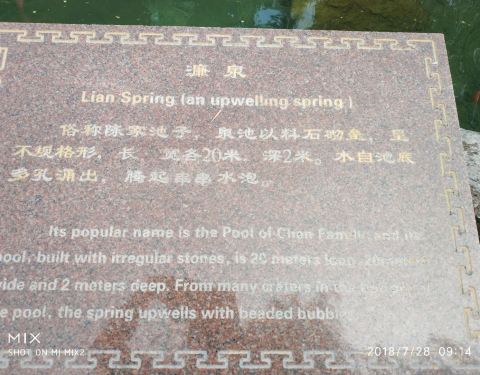 濂泉
Lian Spring (an upwelling spring)
俗称陈家池子，泉池以料石砌垒，呈
不规格形，长、宽各20米，深2米。水自池底
多孔涌出，腾起串串水泡。
Its popular name is the Pool of Chen Family and its
pool, built with irregular stones, is 20 meters long, 20 meters
wide and 2 meters deep. From many craters in the
the pool, the spring upwells with beaded bubbles
MIX
SHOT ON MI MIX2
2018/7/28 09:14